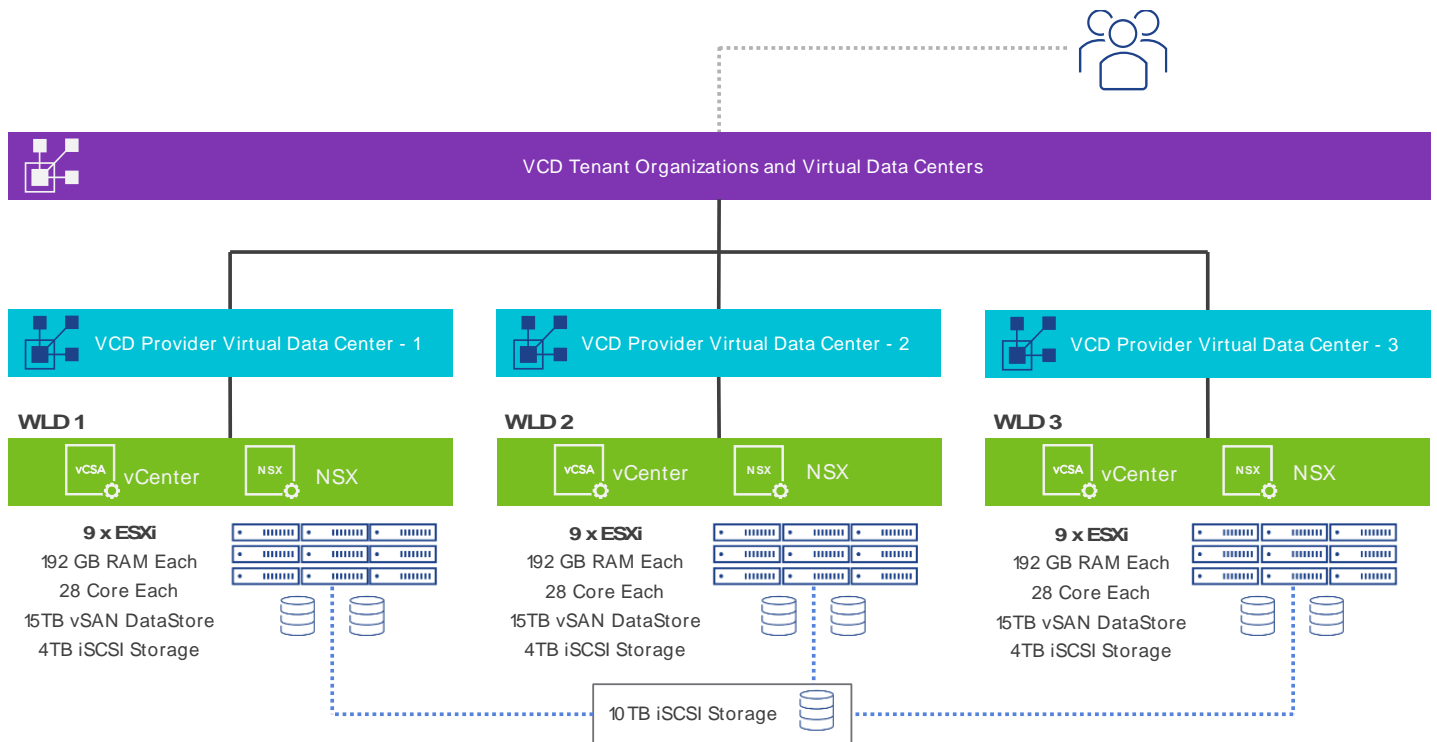 VCD Tenant Organizations and Virtual Data Centers
VCD Provider Virtual Data Center - 1
VCD Provider Virtual Data Center - 2
VCD Provider Virtual Data Center - 3
WLD 1
vCSA
vCenter
NSX
NSX
9 x ESXi
192 GB RAM Each
28 Core Each
15TB vSAN DataStore
4TB iSCSI Storage
WLD 2
vCSA
vCenter
NSX
NSX
9 x ESXi
192 GB RAM Each
28 Core Each
15TB vSAN DataStore
4TB iSCSI Storage
WLD 3
vCSA
vCenter
NSX
NSX
9 x ESXi
192 GB RAM Each
28 Core Each
15TB vSAN DataStore
4TB iSCSI Storage
10TB iSCSI Storage